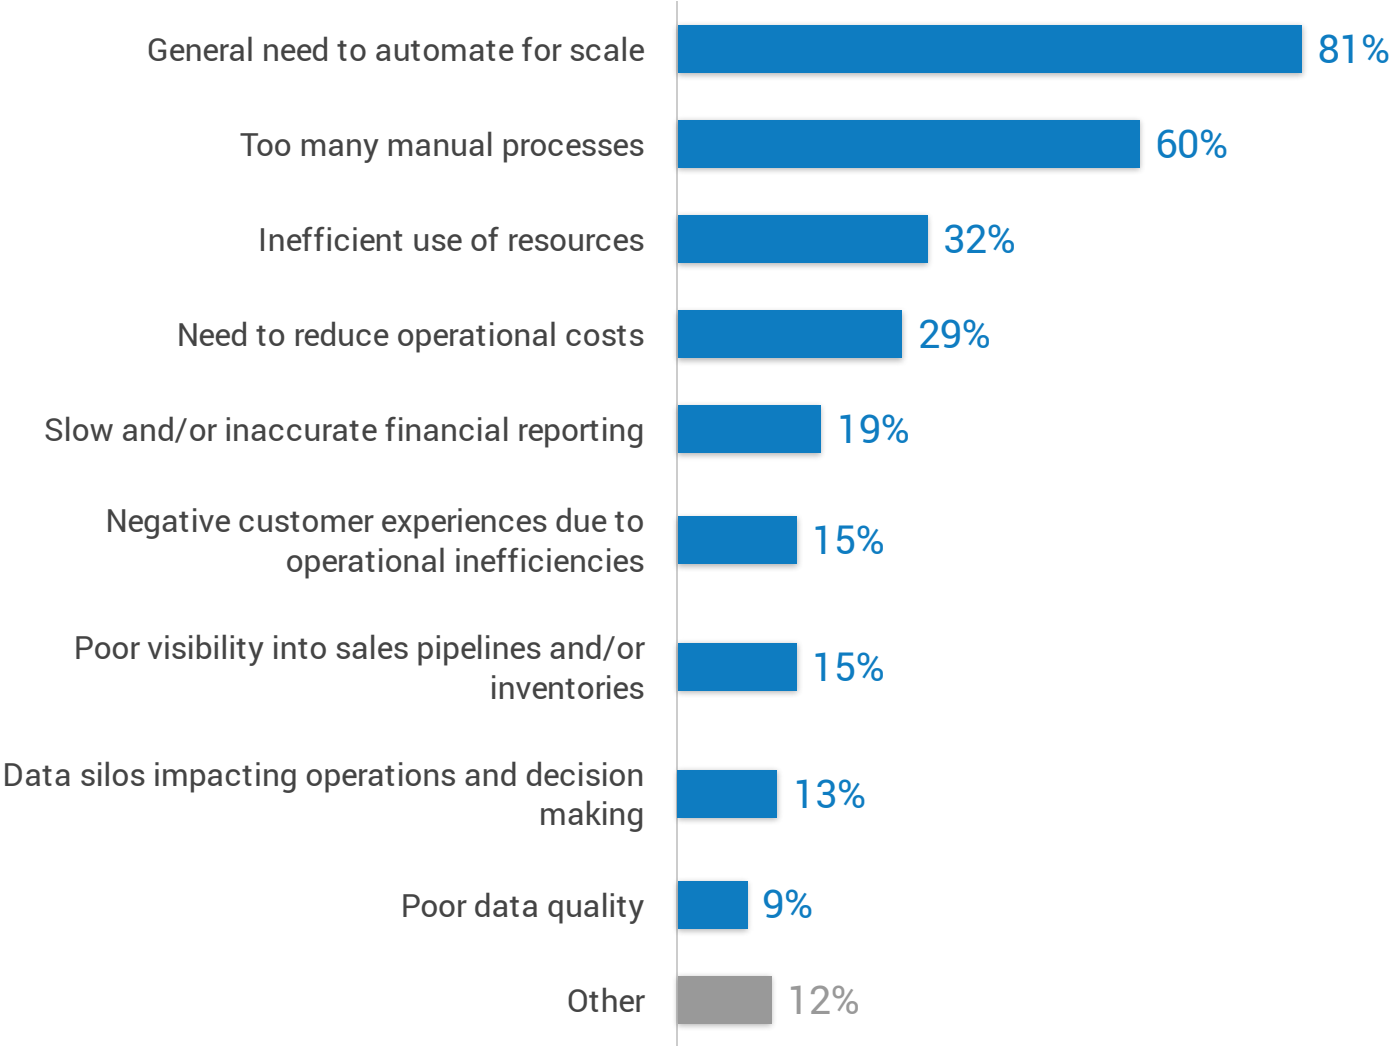 General need to automate for scale 81%
Too many manual processes 60%
Inefficient use of resources 32%
Need to reduce operational costs 29%
Slow and/or inaccurate financial reporting 19%
Negative customer experiences due to
operational inefficiencies 15%
Poor visibility into sales pipelines and/or
inventories 15%
Data silos impacting operations and decision
making 13%
Poor data quality 9%
Other 12%